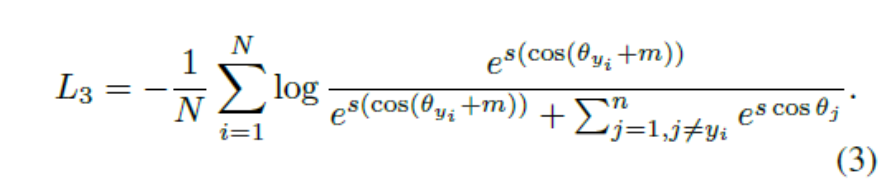 L_3 = -\frac{1}{N} \sum_{i=1}^{N} \log \frac{e^{s(\cos(\theta_{y_i}+m))}}{e^{s(\cos(\theta_{y_i}+m))} + \sum_{j=1,j\neq y_i}^{n} e^{s\cos\theta_j}}.
(3)